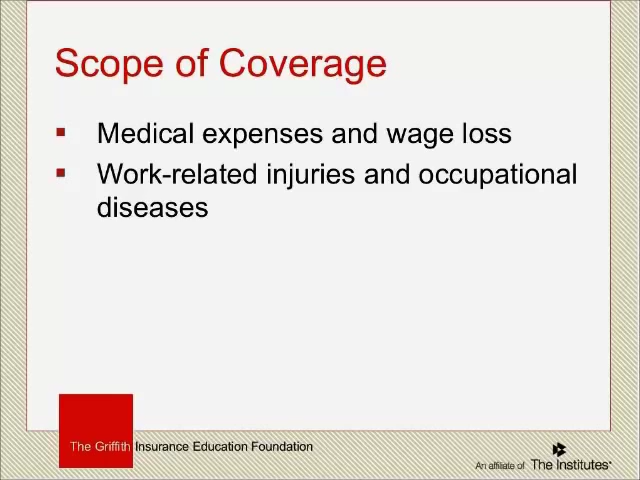 Scope of Coverage
▪ Medical expenses and wage loss
▪ Work-related injuries and occupational
diseases
The Griffith Insurance Education Foundation
An affiliate of The Institutes